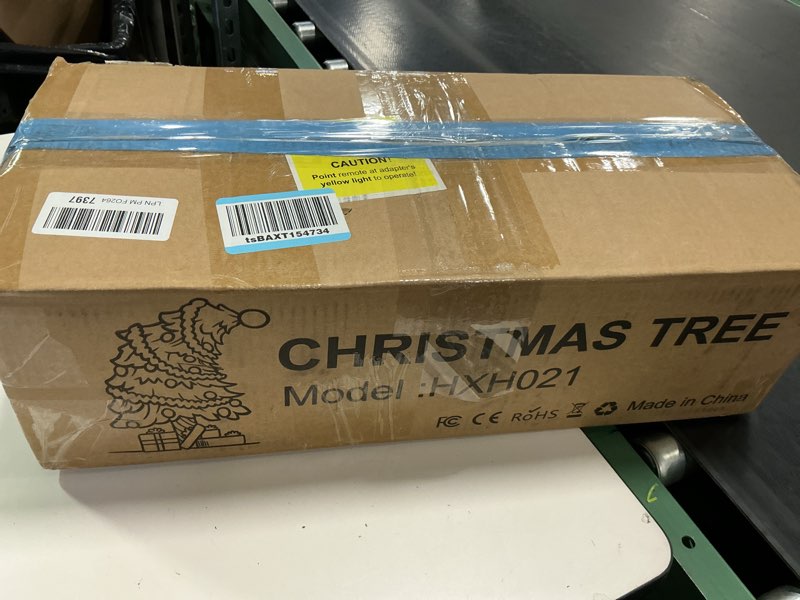 CAUTION!
Point remote at adapter's
yellow light to operate!
LPN PM F0264 7397
tsBAXT154734
CHRISTMAS TREE
Model :HXH021
FC CE RoHS Made in China